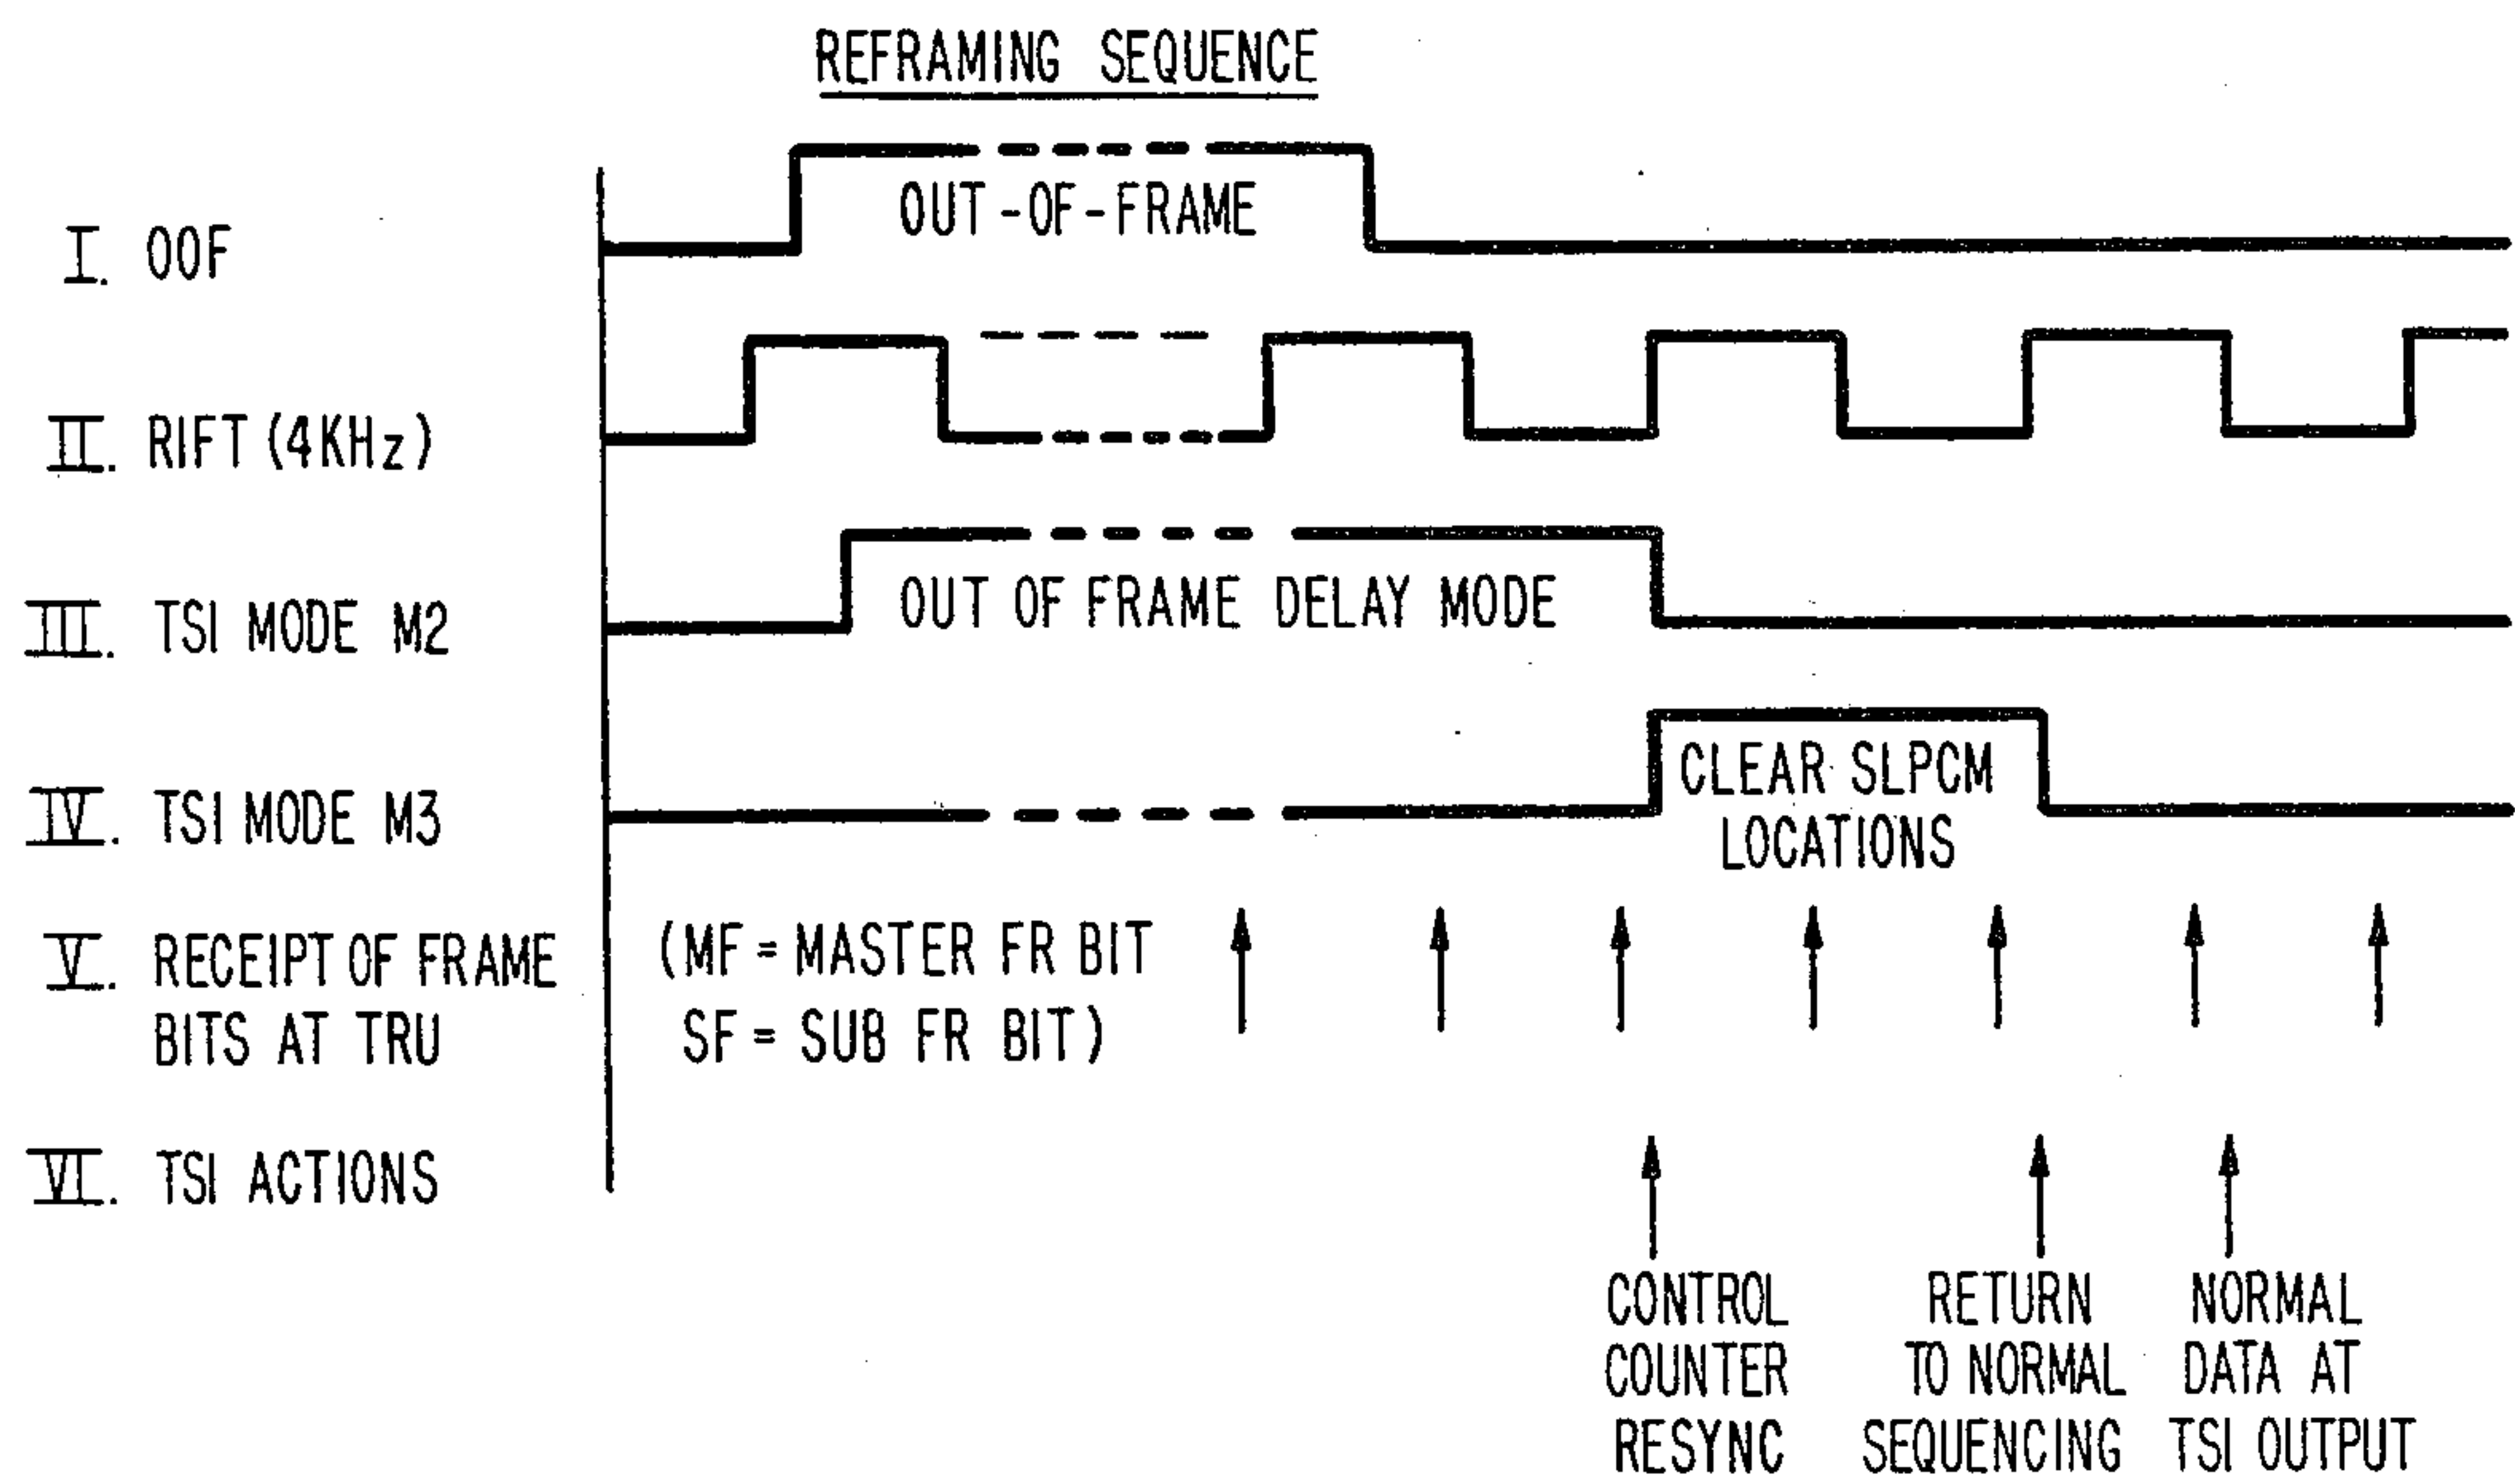 REFRAMING SEQUENCE
OUT-OF-FRAME
I. OOF
II. RIFT (4KHz)
OUT OF FRAME DELAY MODE
III. TSI MODE M2
CLEAR SLPCM
LOCATIONS
IV. TSI MODE M3
V. RECEIPT OF FRAME
BITS AT TRU
(MF = MASTER FR BIT
SF = SUB FR BIT)
VI. TSI ACTIONS
CONTROL
COUNTER
RESYNC
RETURN
TO NORMAL
SEQUENCING
NORMAL
DATA AT
TSI OUTPUT